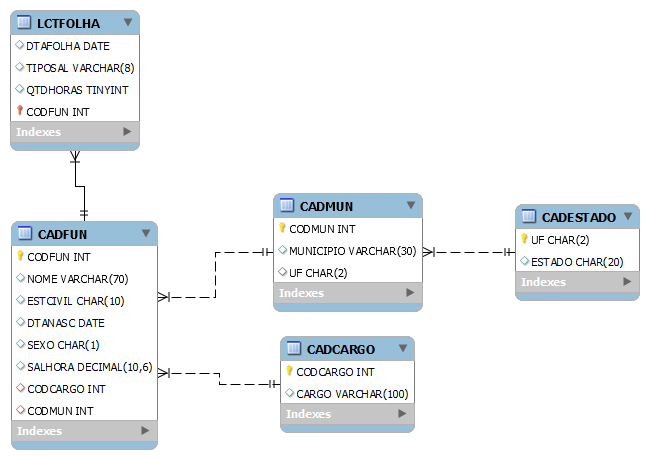 LCTFOLHA
DTAFOLHA DATE
TIPOSAL VARCHAR(8)
QTDHORAS TINYINT
CODFUN INT
Indexes
CADFUN
CODFUN INT
NOME VARCHAR(70)
ESTCIVIL CHAR(10)
DTANASC DATE
SEXO CHAR(1)
SALHORA DECIMAL(10,6)
CODCARGO INT
CODMUN INT
Indexes
CADMUN
CODMUN INT
MUNICIPIO VARCHAR(30)
UF CHAR(2)
Indexes
CADESTADO
UF CHAR(2)
ESTADO CHAR(20)
Indexes
CADCARGO
CODCARGO INT
CARGO VARCHAR(100)
Indexes